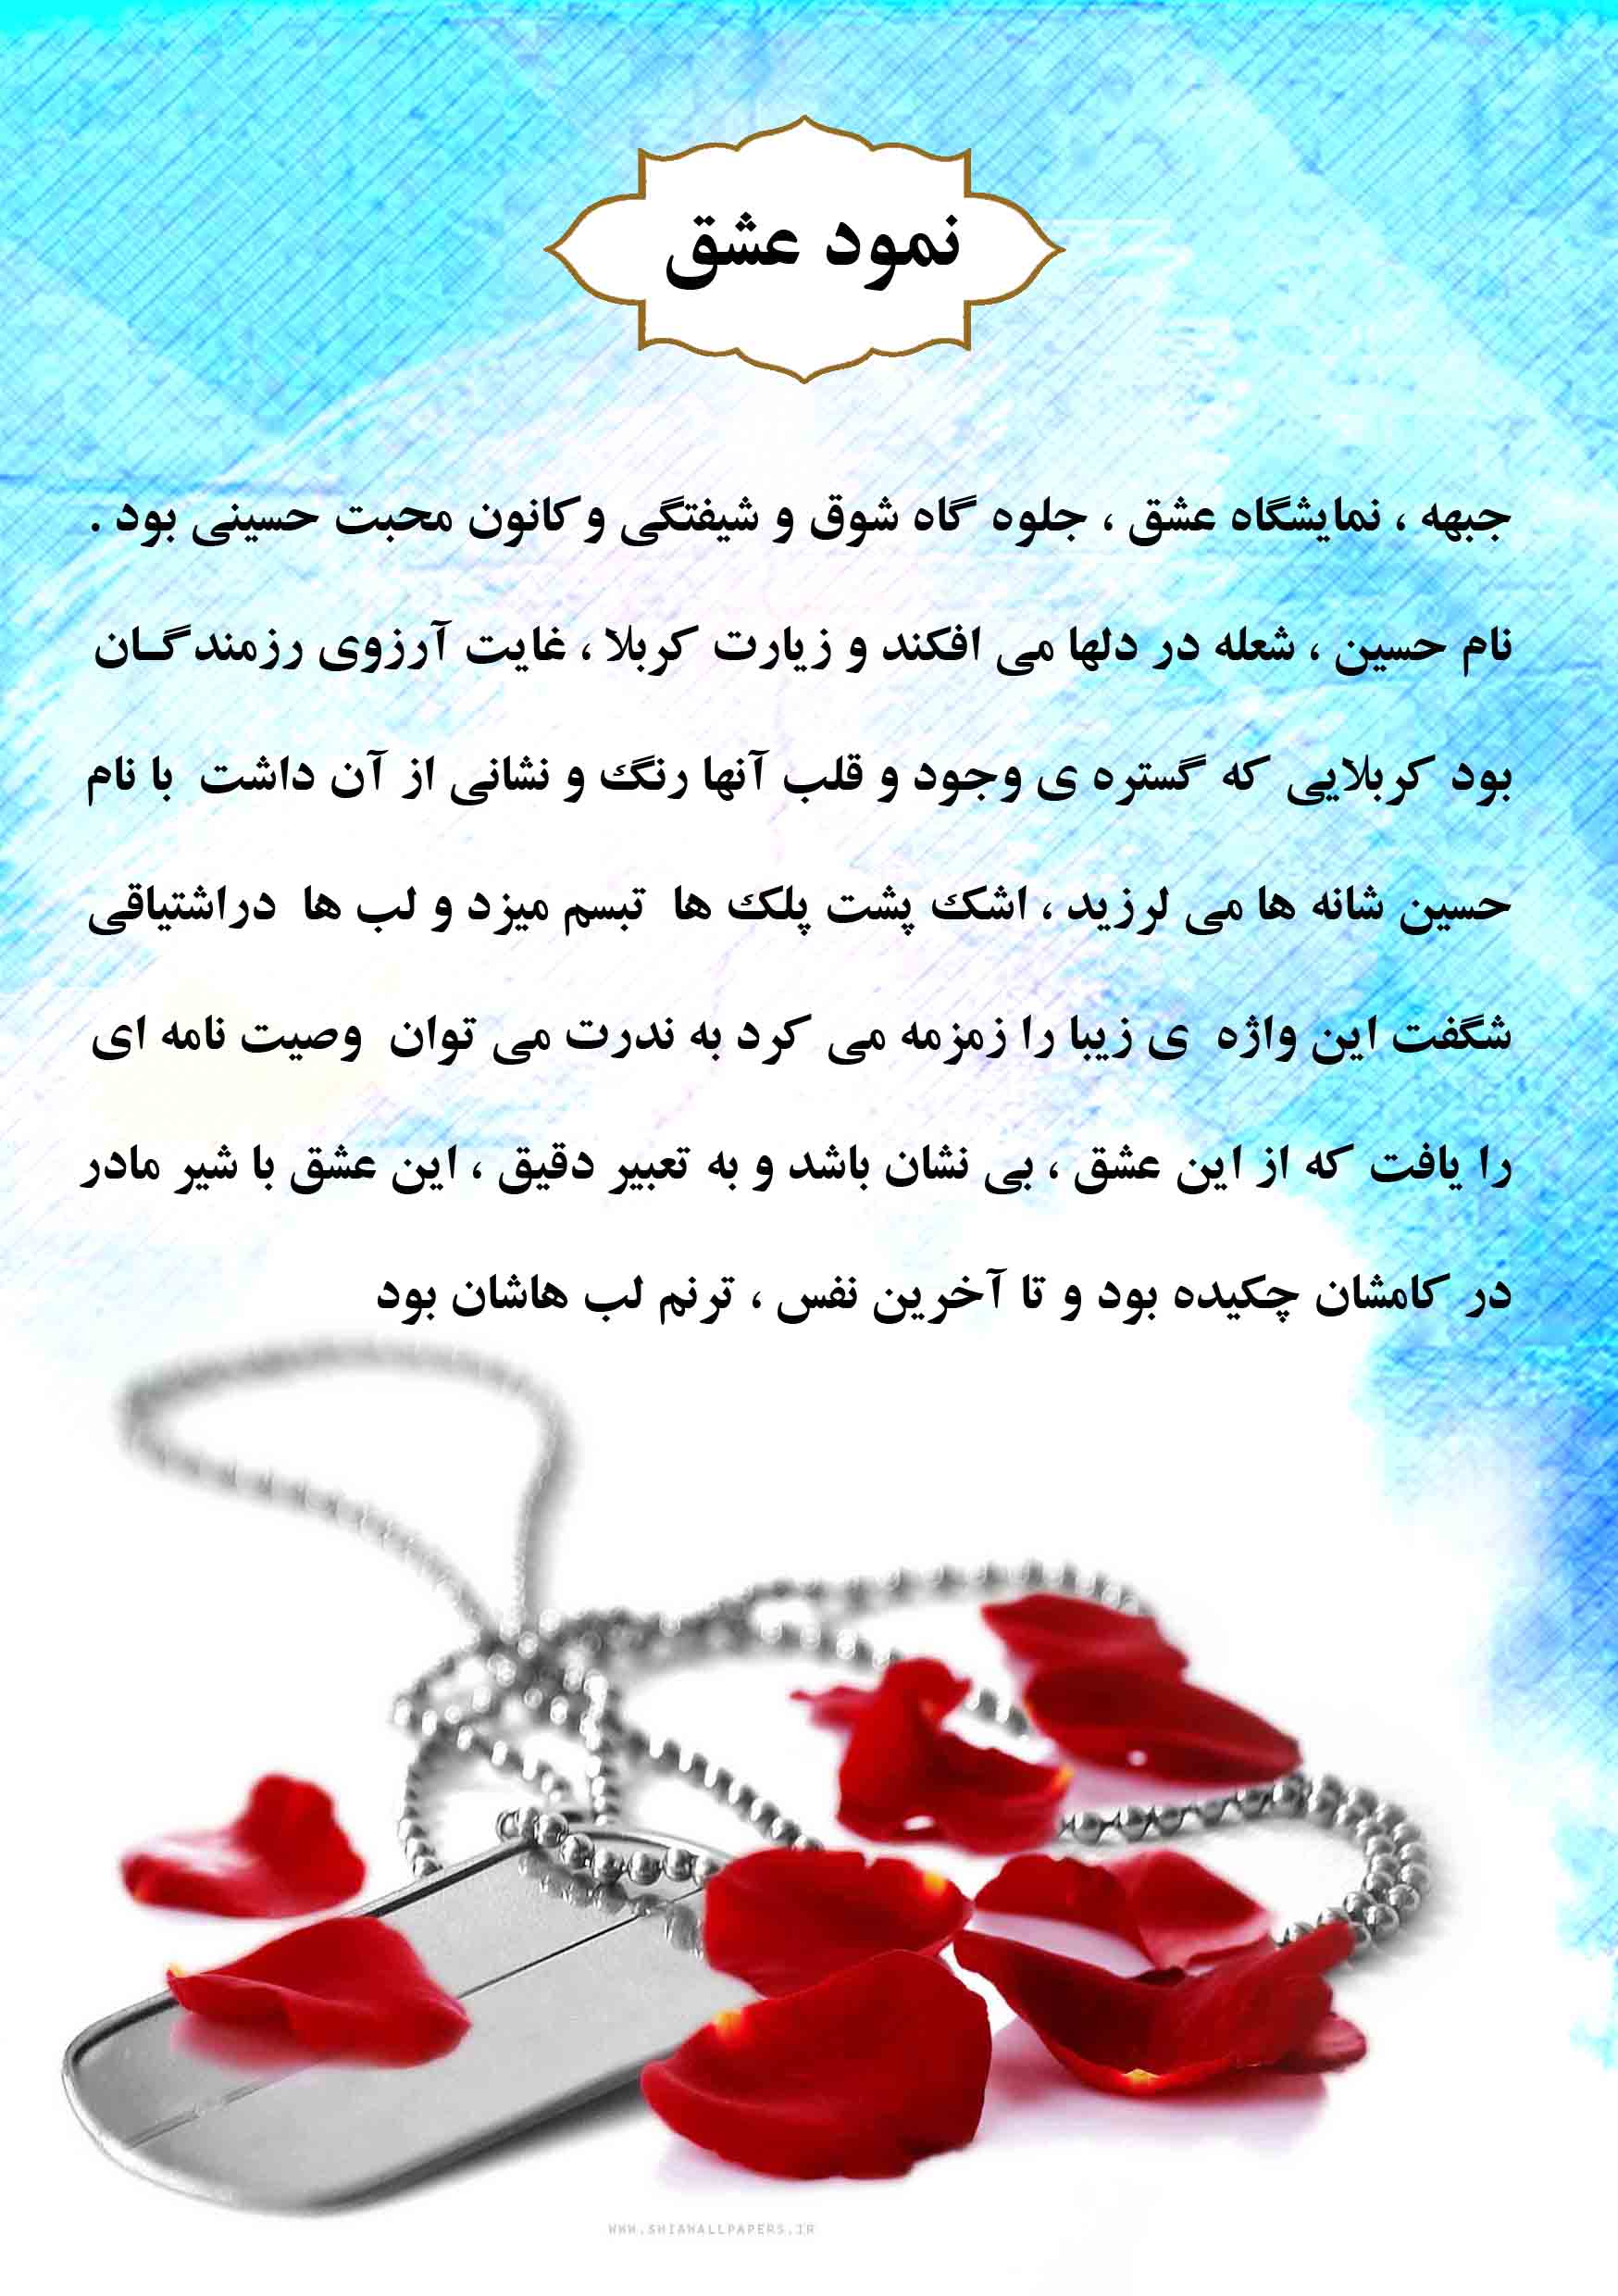 نمود عشق
جبهه ، نمایشگاه عشق ، جلوه گاه شوق و شیفتگی و کانون محبت حسینی بود .
نام حسین ، شعله در دلها می افکند و زیارت کربلا ، غایت آرزوی رزمندگـان
بود کربلایی که گستره ی وجود و قلب آنها رنگ و نشانی از آن داشت با نام
حسین شانه ها می لرزید ، اشک پشت پلک ها تبسم میزد و لب ها دراشتیاقی
شگفت این واژه ی زیبا را زمزمه می کرد به ندرت می توان وصیت نامه ای
را یافت که از این عشق ، بی نشان باشد و به تعبیر دقیق ، این عشق با شیر مادر
در کامشان چکیده بود و تا آخرین نفس ، ترنم لب هاشان بود
WWW.SHIAWALLPAPERS.IR